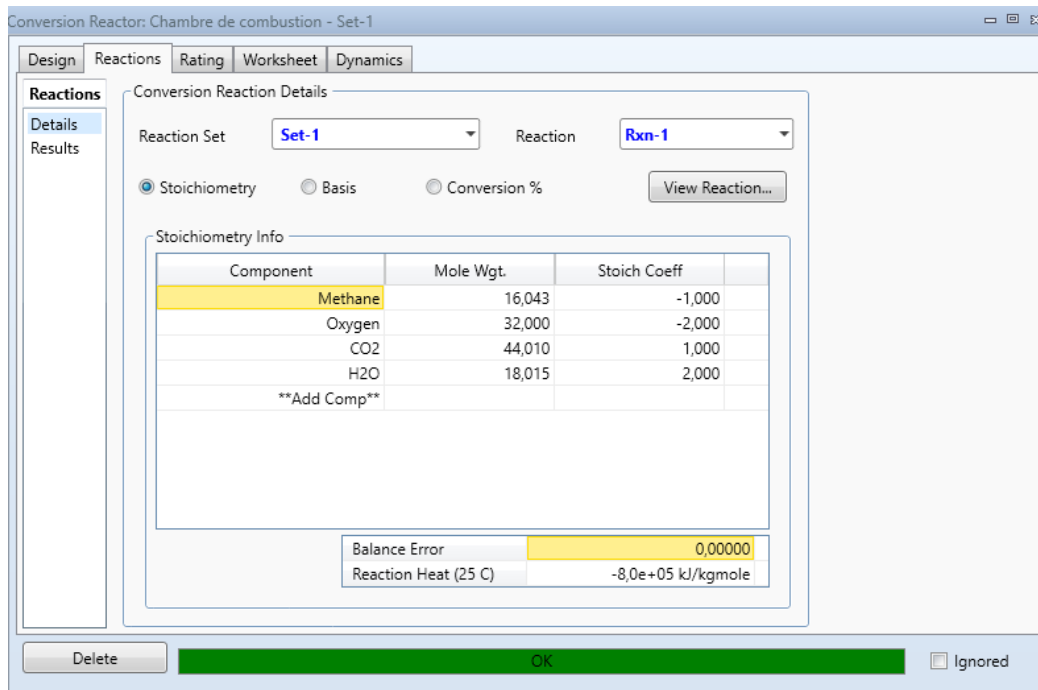 Conversion Reactor: Chambre de combustion - Set-1
Design Reactions Rating Worksheet Dynamics
Reactions
Details
Results
Conversion Reaction Details
Reaction Set Set-1 Reaction Rxn-1
Stoichiometry Basis Conversion % View Reaction...
Stoichiometry Info
Component Mole Wgt. Stoich Coeff
Methane 16,043 -1,000
Oxygen 32,000 -2,000
CO2 44,010 1,000
H2O 18,015 2,000
**Add Comp**
Balance Error 0,00000
Reaction Heat (25 C) -8,0e+05 kJ/kgmole
Delete OK Ignored